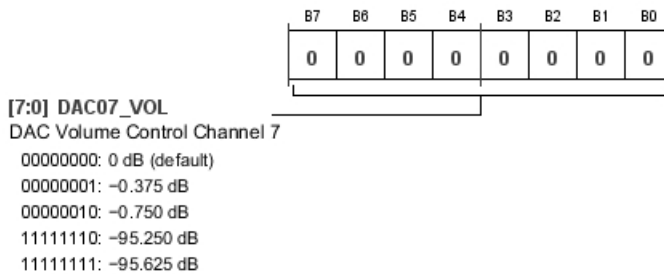 B7 B6 B5 B4 B3 B2 B1 B0
0 0 0 0 0 0 0 0
[7:0] DAC07_VOL
DAC Volume Control Channel 7
00000000: 0 dB (default)
00000001: −0.375 dB
00000010: −0.750 dB
11111110: −95.250 dB
11111111: −95.625 dB